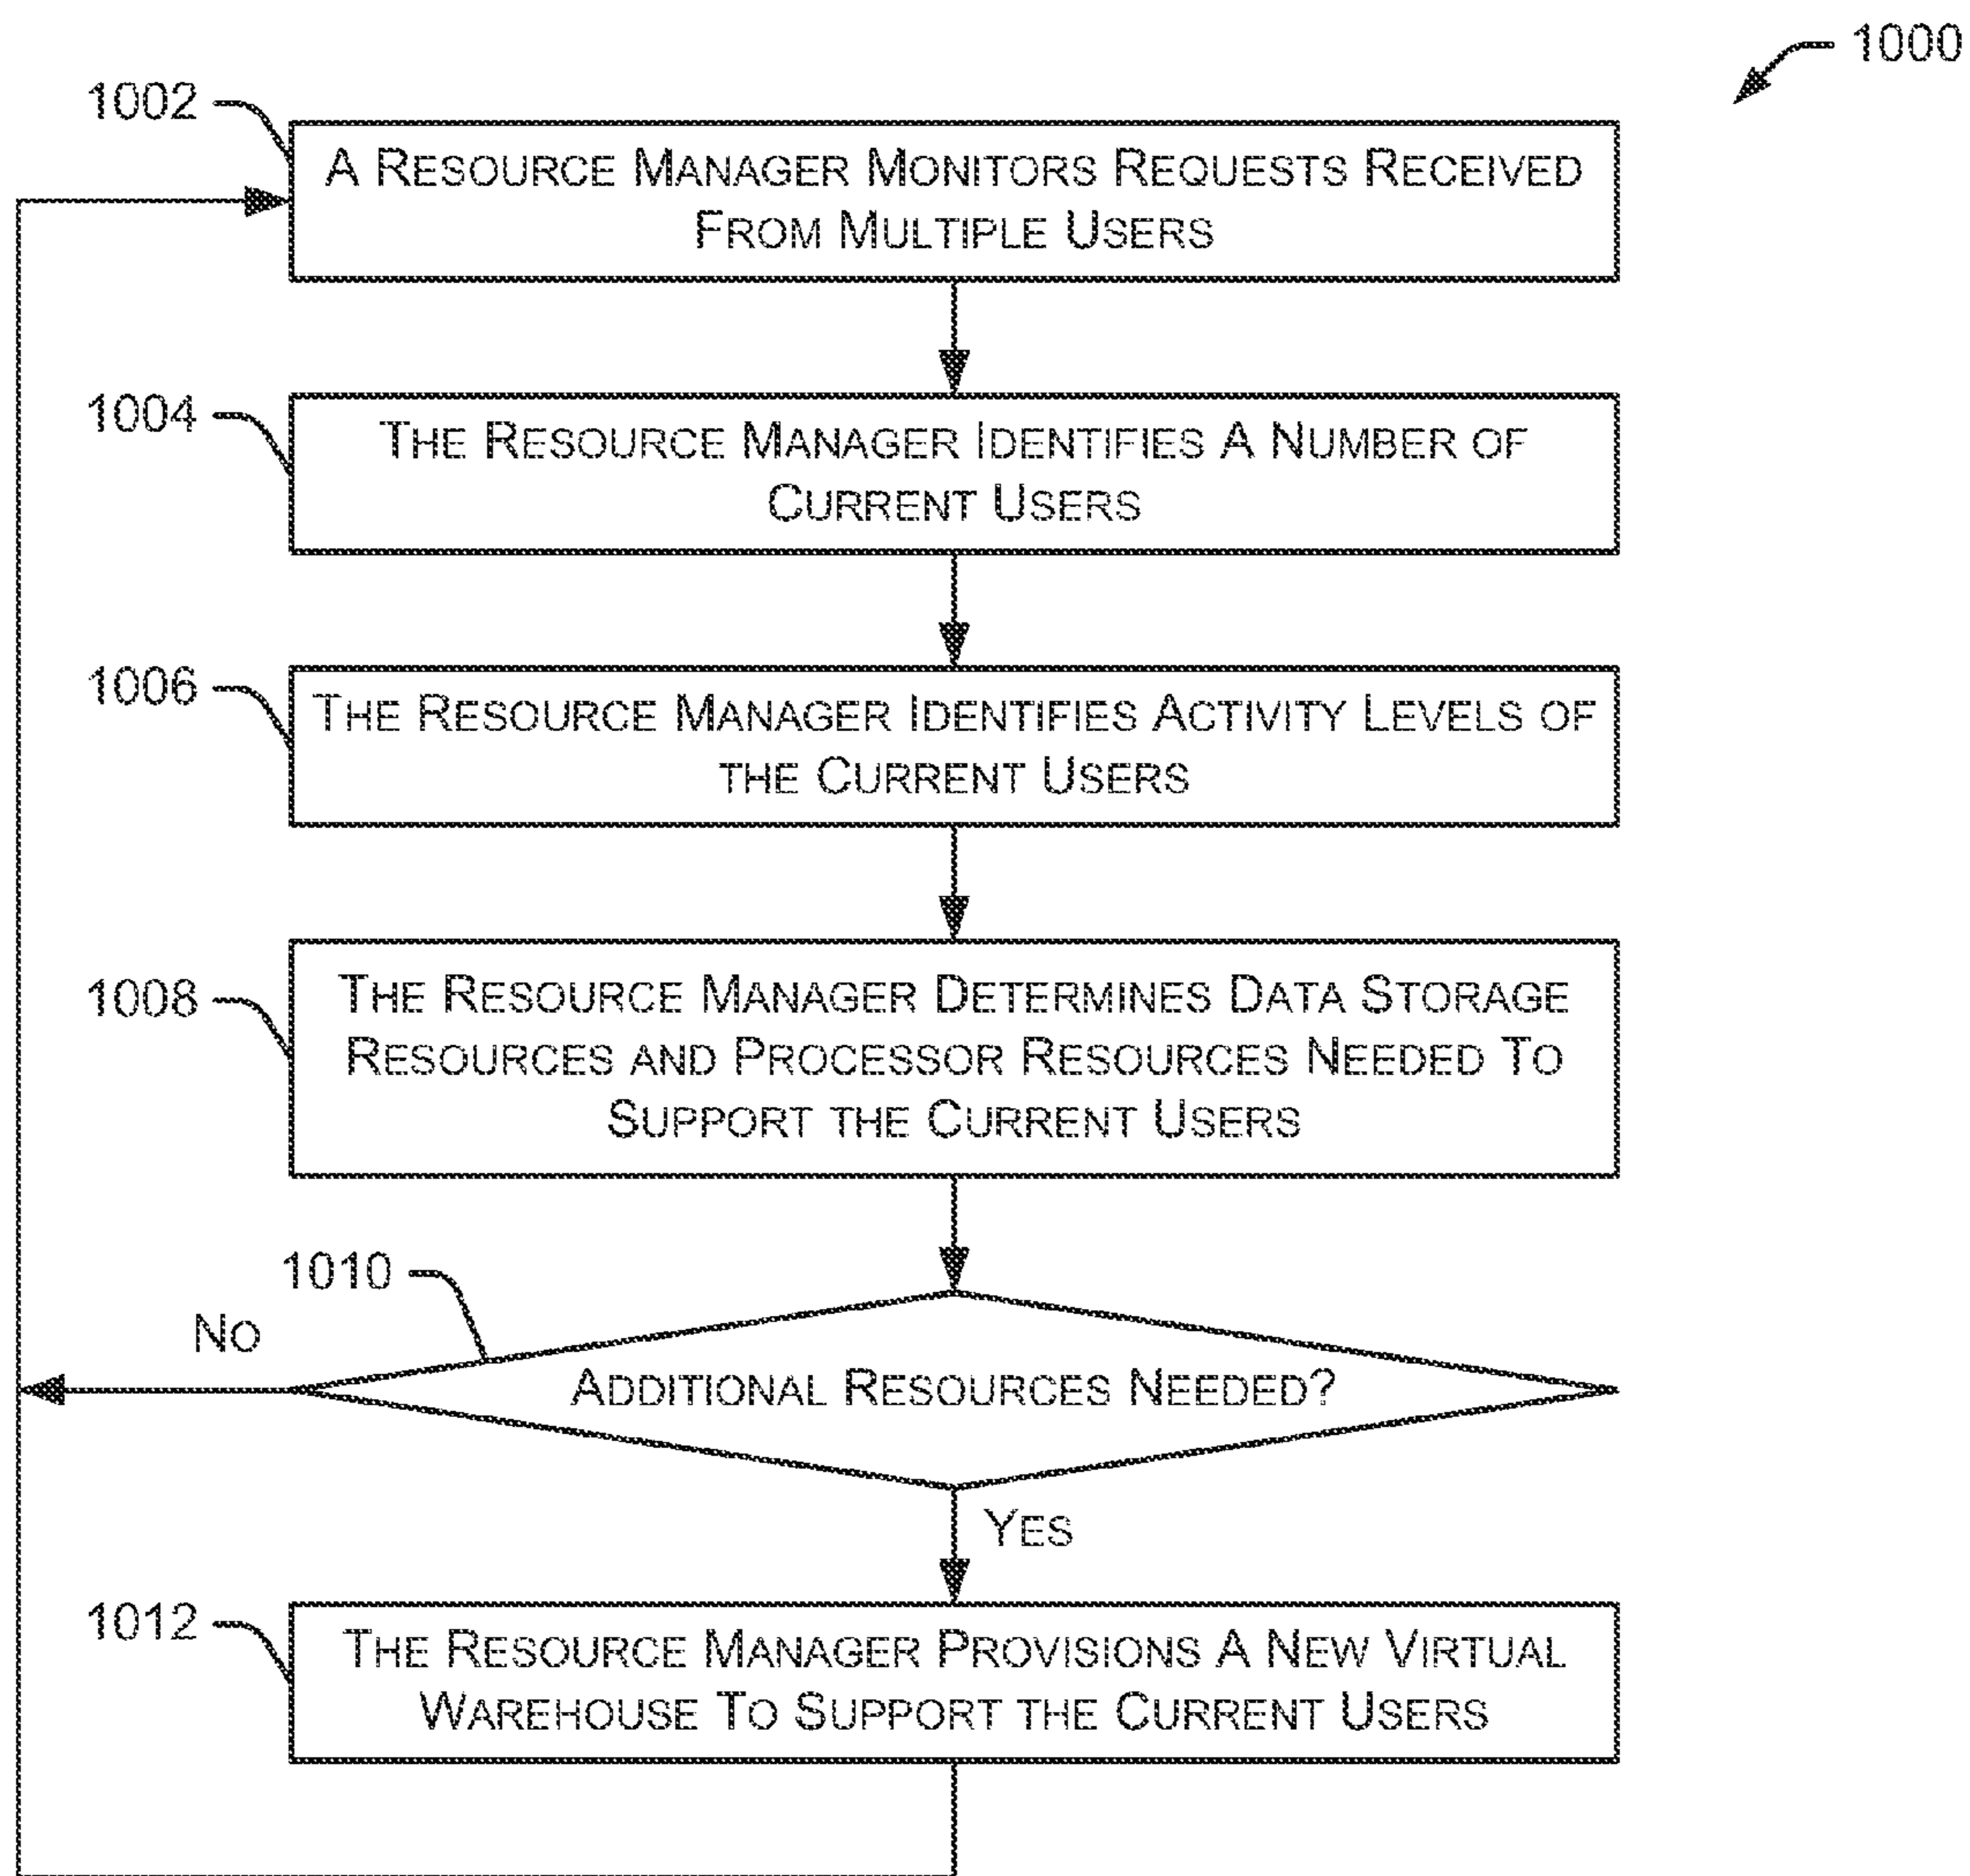 1000
1002
A RESOURCE MANAGER MONITORS REQUESTS RECEIVED
FROM MULTIPLE USERS
1004
THE RESOURCE MANAGER IDENTIFIES A NUMBER OF
CURRENT USERS
1006
THE RESOURCE MANAGER IDENTIFIES ACTIVITY LEVELS OF
THE CURRENT USERS
1008
THE RESOURCE MANAGER DETERMINES DATA STORAGE
RESOURCES AND PROCESSOR RESOURCES NEEDED TO
SUPPORT THE CURRENT USERS
1010
NO
ADDITIONAL RESOURCES NEEDED?
YES
1012
THE RESOURCE MANAGER PROVISIONS A NEW VIRTUAL
WAREHOUSE TO SUPPORT THE CURRENT USERS